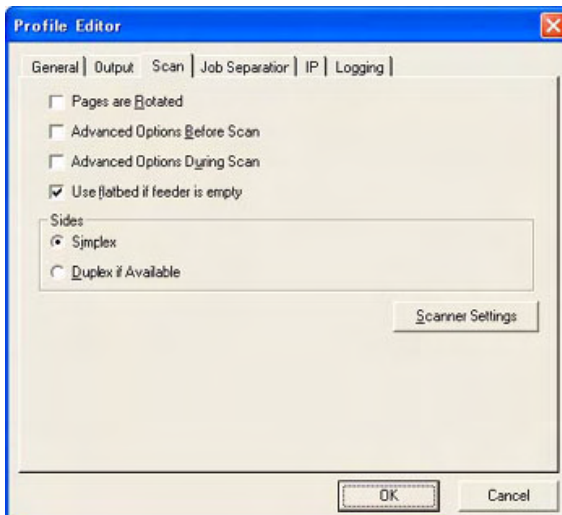 Profile Editor
General Output Scan Job Separatior IP Logging
Pages are Rotated
Advanced Options Before Scan
Advanced Options During Scan
Use flatbed if feeder is empty
Sides
Simplex
Duplex if Available
Scanner Settings
OK Cancel